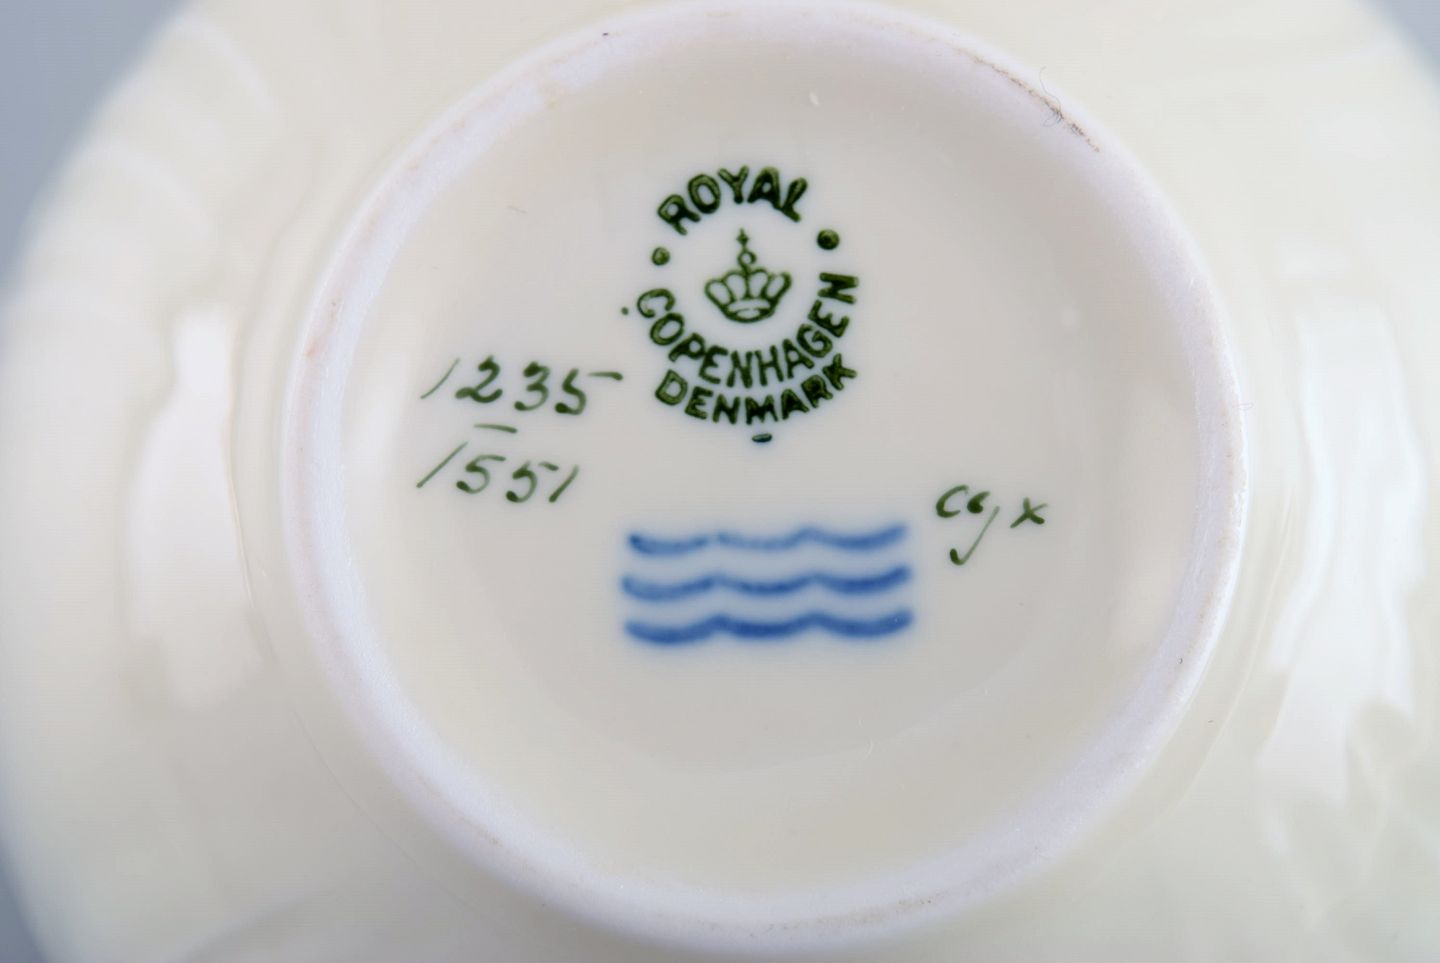 ROYAL
COPENHAGEN
DENMARK
1235
1551